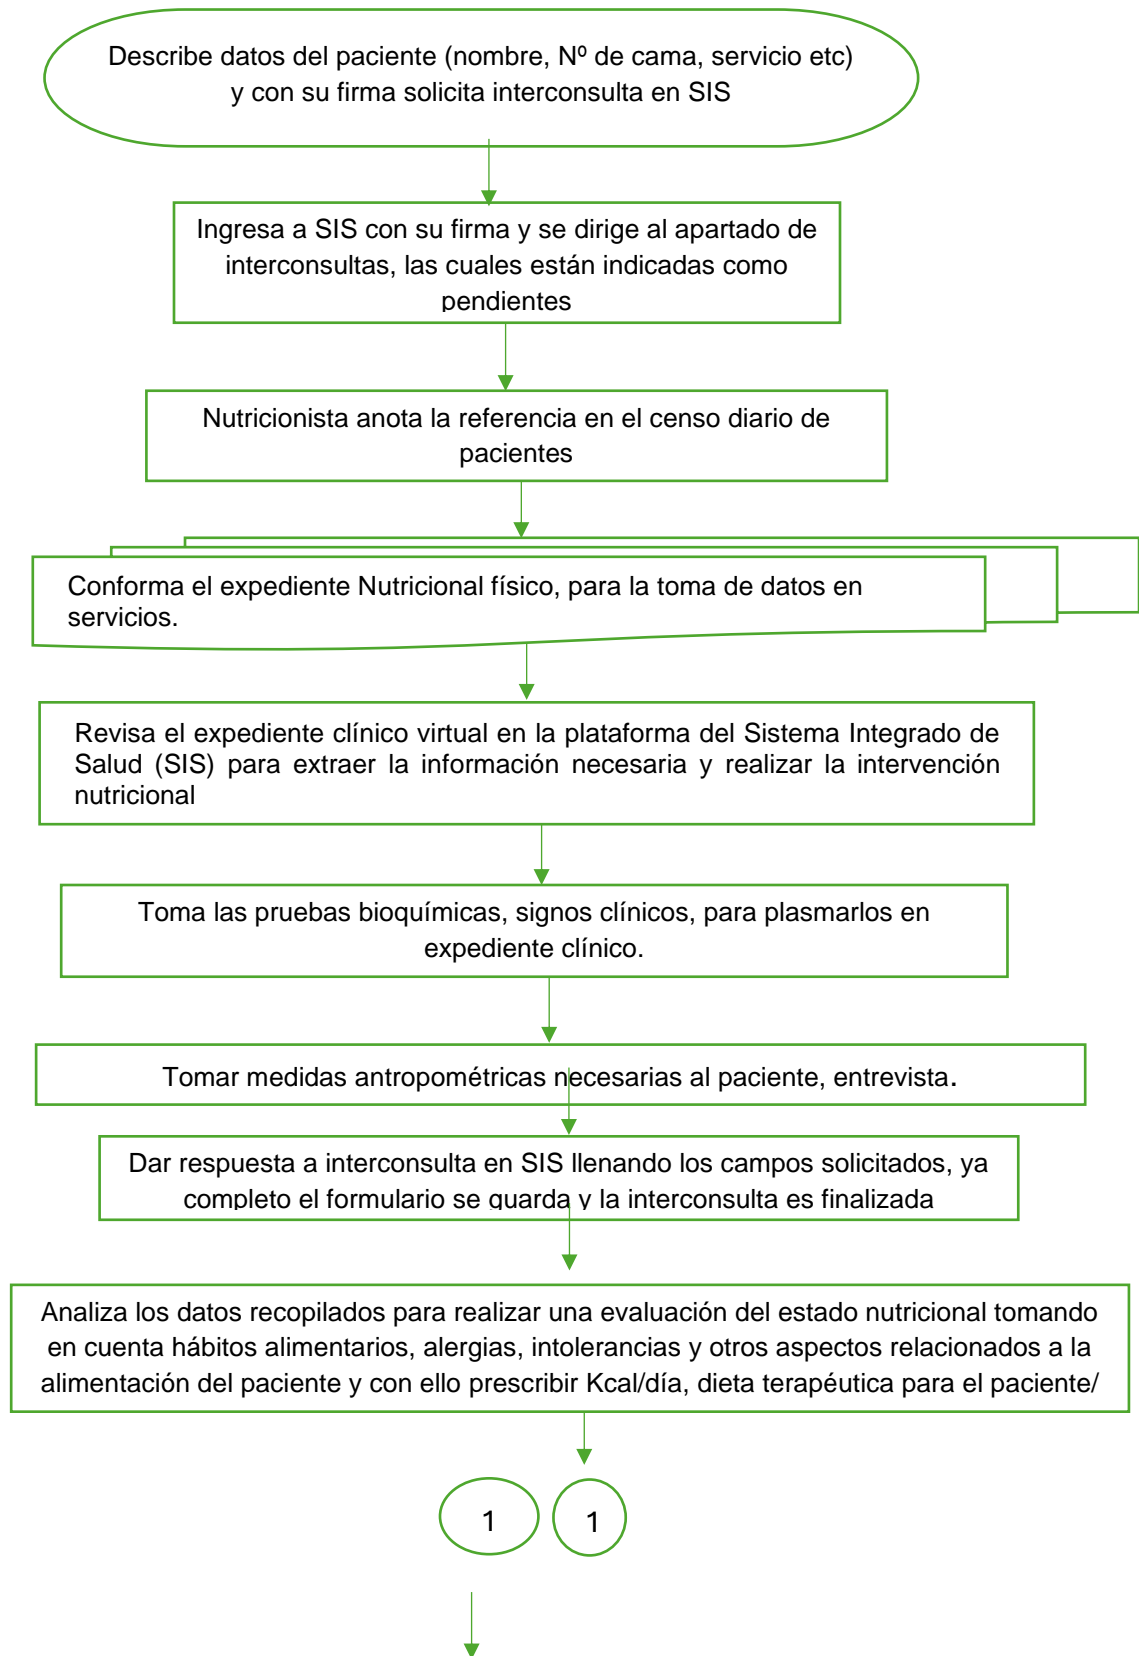 Describe datos del paciente (nombre, Nº de cama, servicio etc)
y con su firma solicita interconsulta en SIS
Ingresa a SIS con su firma y se dirige al apartado de
interconsultas, las cuales están indicadas como
pendientes
Nutricionista anota la referencia en el censo diario de
pacientes
Conforma el expediente Nutricional físico, para la toma de datos en
servicios.
Revisa el expediente clínico virtual en la plataforma del Sistema Integrado de
Salud (SIS) para extraer la información necesaria y realizar la intervención
nutricional
Toma las pruebas bioquímicas, signos clínicos, para plasmarlos en
expediente clínico.
Tomar medidas antropométricas necesarias al paciente, entrevista.
Dar respuesta a interconsulta en SIS llenando los campos solicitados, ya
completo el formulario se guarda y la interconsulta es finalizada
Analiza los datos recopilados para realizar una evaluación del estado nutricional tomando
en cuenta hábitos alimentarios, alergias, intolerancias y otros aspectos relacionados a la
alimentación del paciente y con ello prescribir Kcal/día, dieta terapéutica para el paciente/
1 1